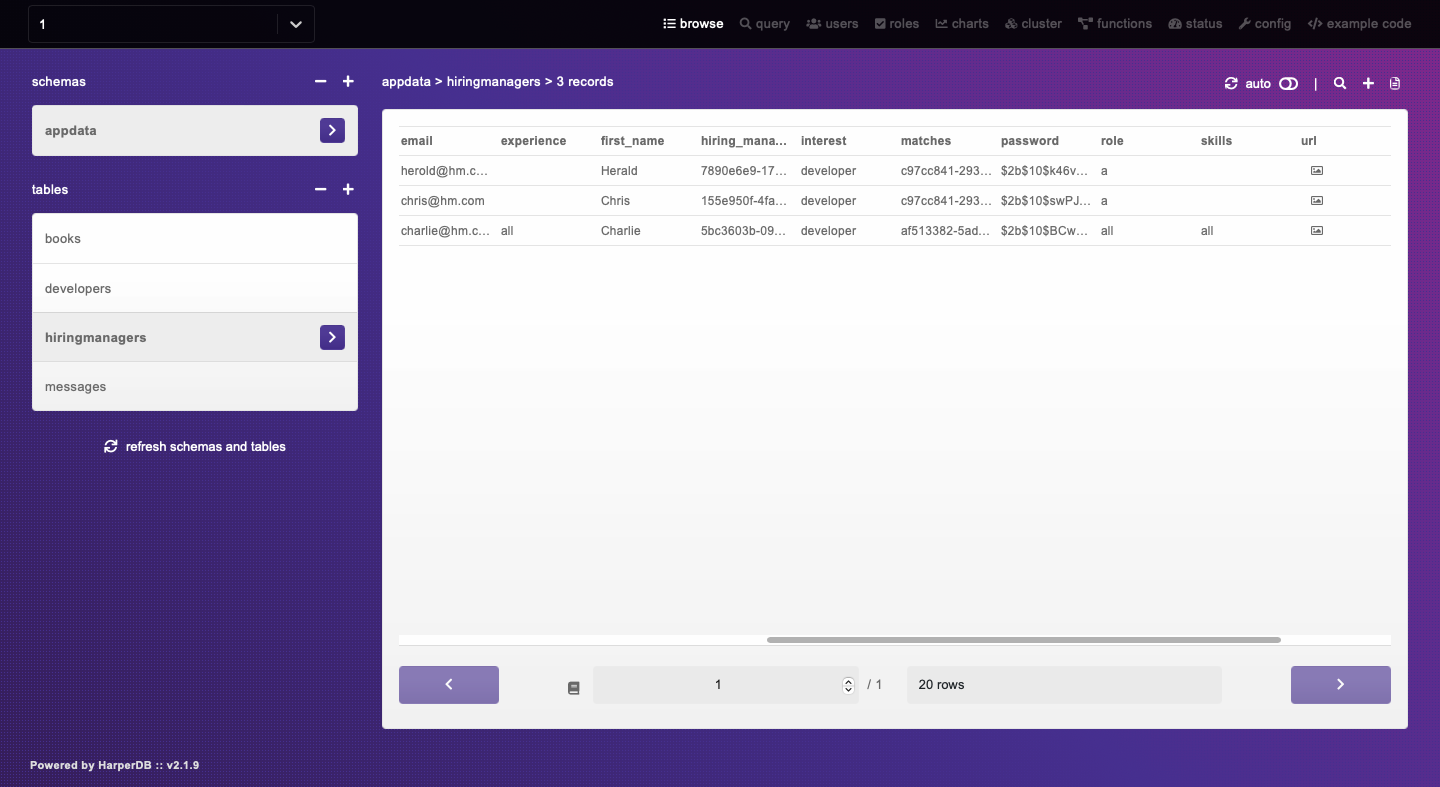 1
browse query users roles charts cluster functions status config example code
schemas
appdata
tables
books
developers
hiringmanagers
messages
refresh schemas and tables
appdata > hiringmanagers > 3 records
auto |
email experience first_name hiring_mana... interest matches password role skills url
herold@hm.c... Herald 7890e6e9-17... developer c97cc841-293... $2b$10$k46v... a
chris@hm.com Chris 155e950f-4fa... developer c97cc841-293... $2b$10$swPJ... a
charlie@hm.c... all Charlie 5bc3603b-09... developer af513382-5ad... $2b$10$BCw... all all
1 / 1 20 rows
Powered by HarperDB :: v2.1.9